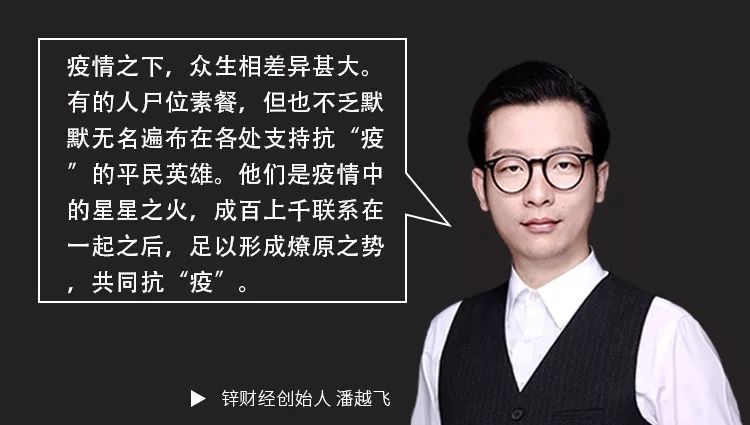 疫情之下，众生相差异甚大。
有的人尸位素餐，但也不乏默
默无名遍布在各处支持抗“疫
”的平民英雄。他们是疫情中
的星星之火，成百上千联系在
一起之后，足以形成燎原之势
，共同抗“疫”。
锌财经创始人 潘越飞